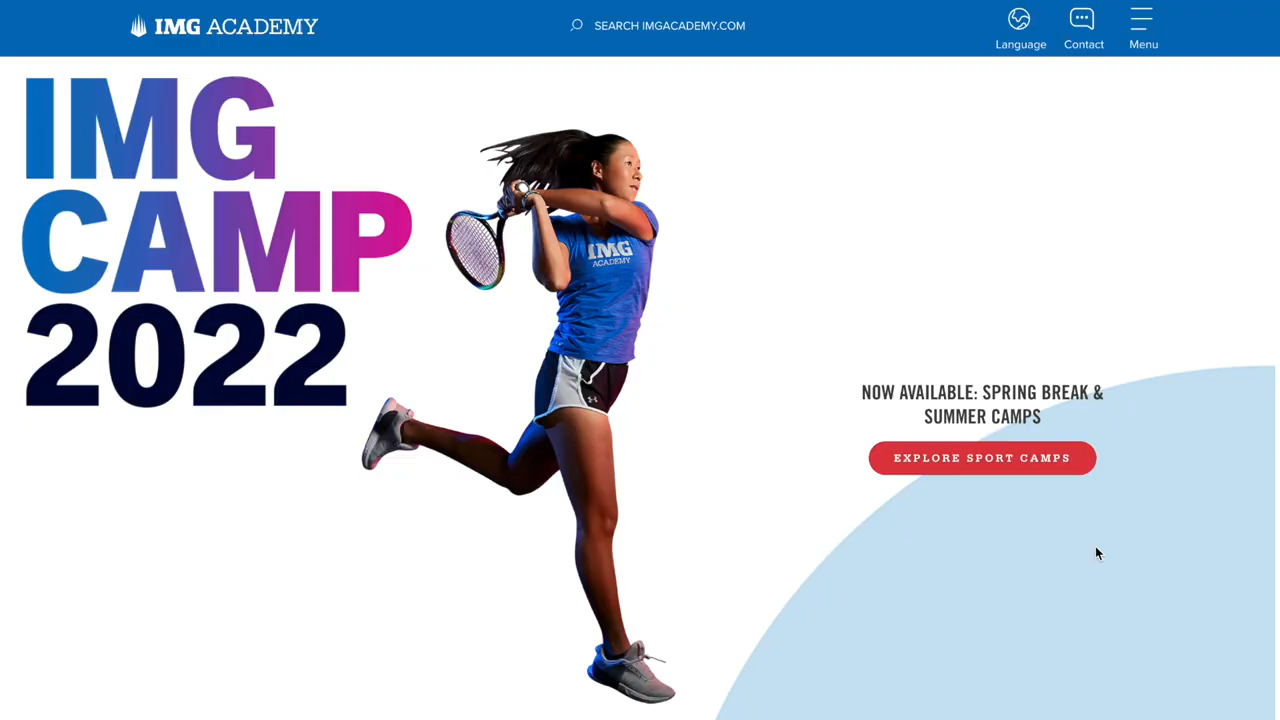 IMG ACADEMY
SEARCH IMGACADEMY.COM
Language
Contact
Menu
IMG
CAMP
2022
IMG
ACADEMY
NOW AVAILABLE: SPRING BREAK &
SUMMER CAMPS
EXPLORE SPORT CAMPS